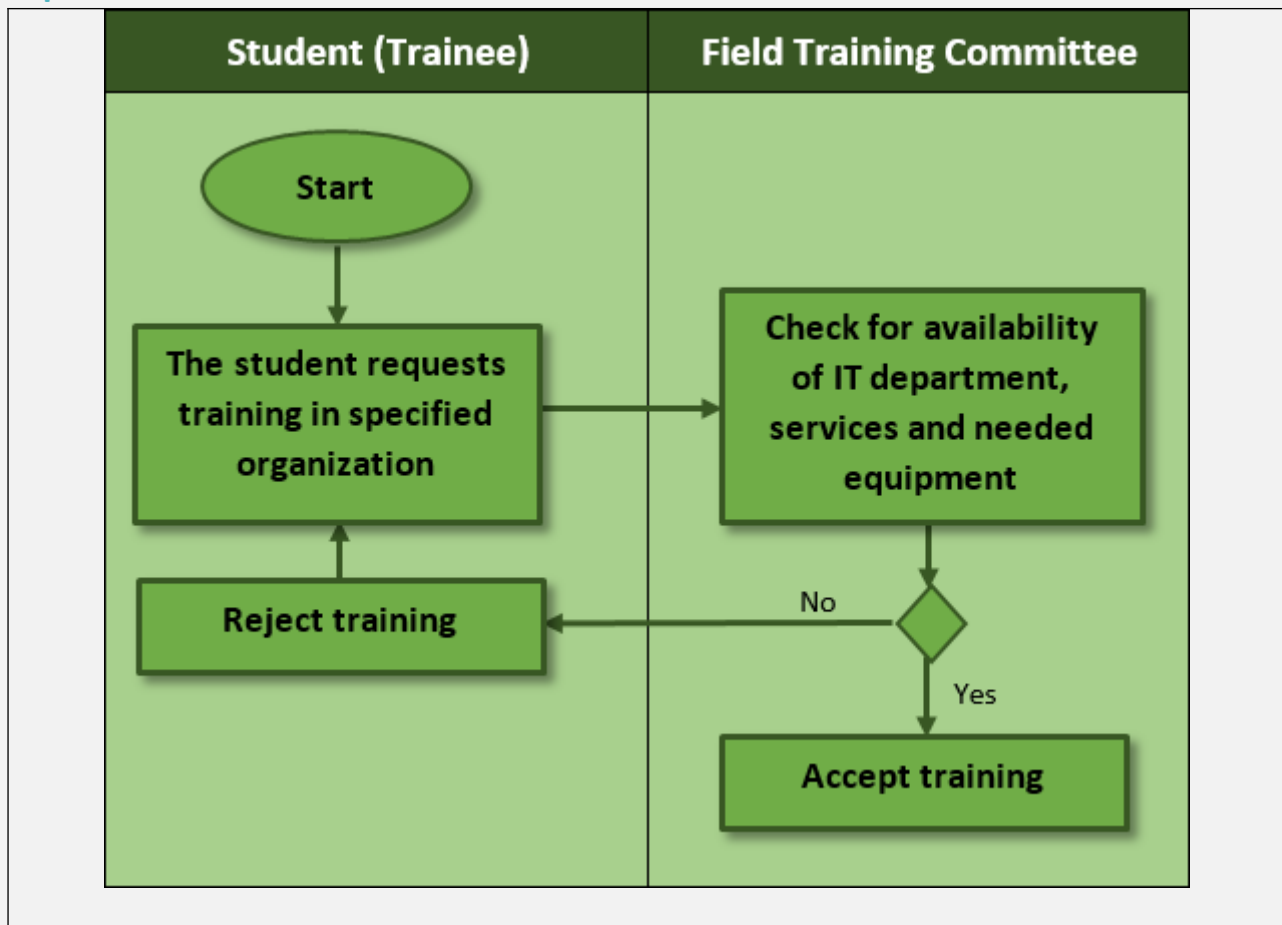 Student (Trainee)
Field Training Committee
Start
The student requests
training in specified
organization
Check for availability
of IT department,
services and needed
equipment
Reject training
No
Yes
Accept training